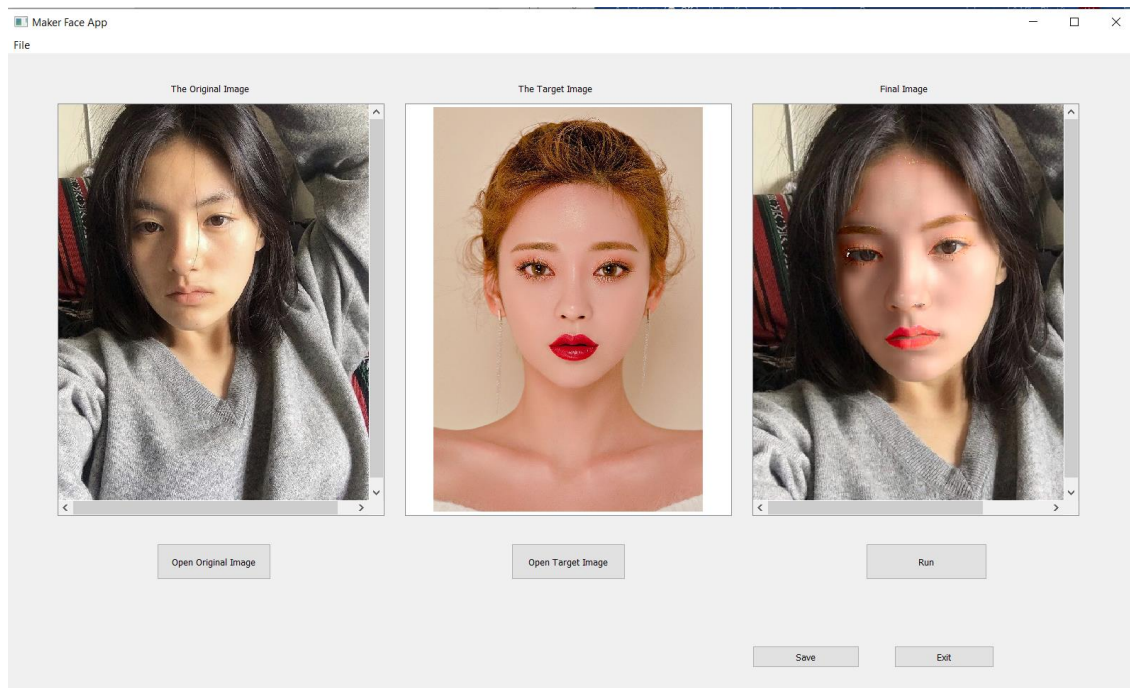 Maker Face App
File
The Original Image
The Target Image
Final Image
Open Original Image
Open Target Image
Run
Save
Exit